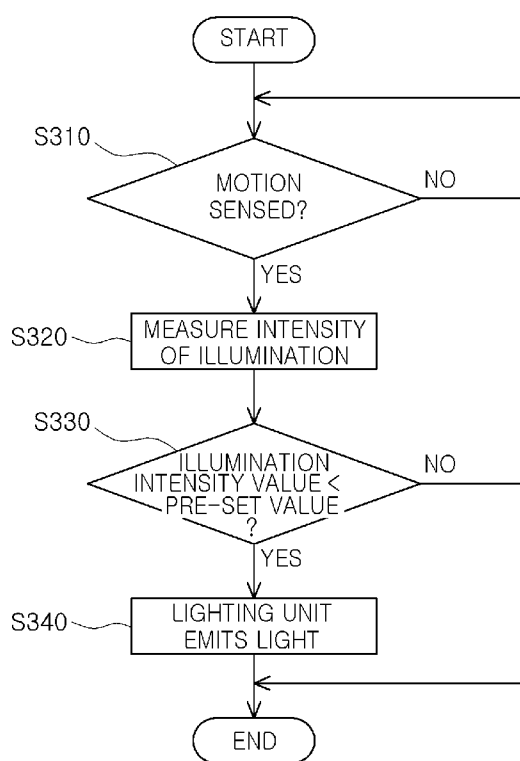 START
S310
MOTION
SENSED?
NO
YES
S320
MEASURE INTENSITY
OF ILLUMINATION
S330
ILLUMINATION
INTENSITY VALUE <
PRE-SET VALUE
?
NO
YES
S340
LIGHTING UNIT
EMITS LIGHT
END